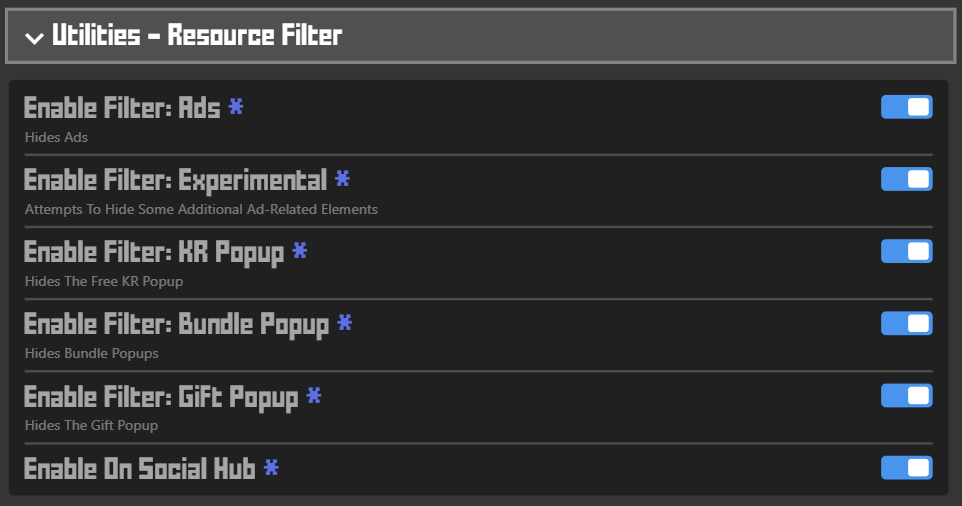 Utilities - Resource Filter
Enable Filter: Ads *
Hides Ads
Enable Filter: Experimental *
Attempts To Hide Some Additional Ad-Related Elements
Enable Filter: KR Popup *
Hides The Free KR Popup
Enable Filter: Bundle Popup *
Hides Bundle Popups
Enable Filter: Gift Popup *
Hides The Gift Popup
Enable On Social Hub *